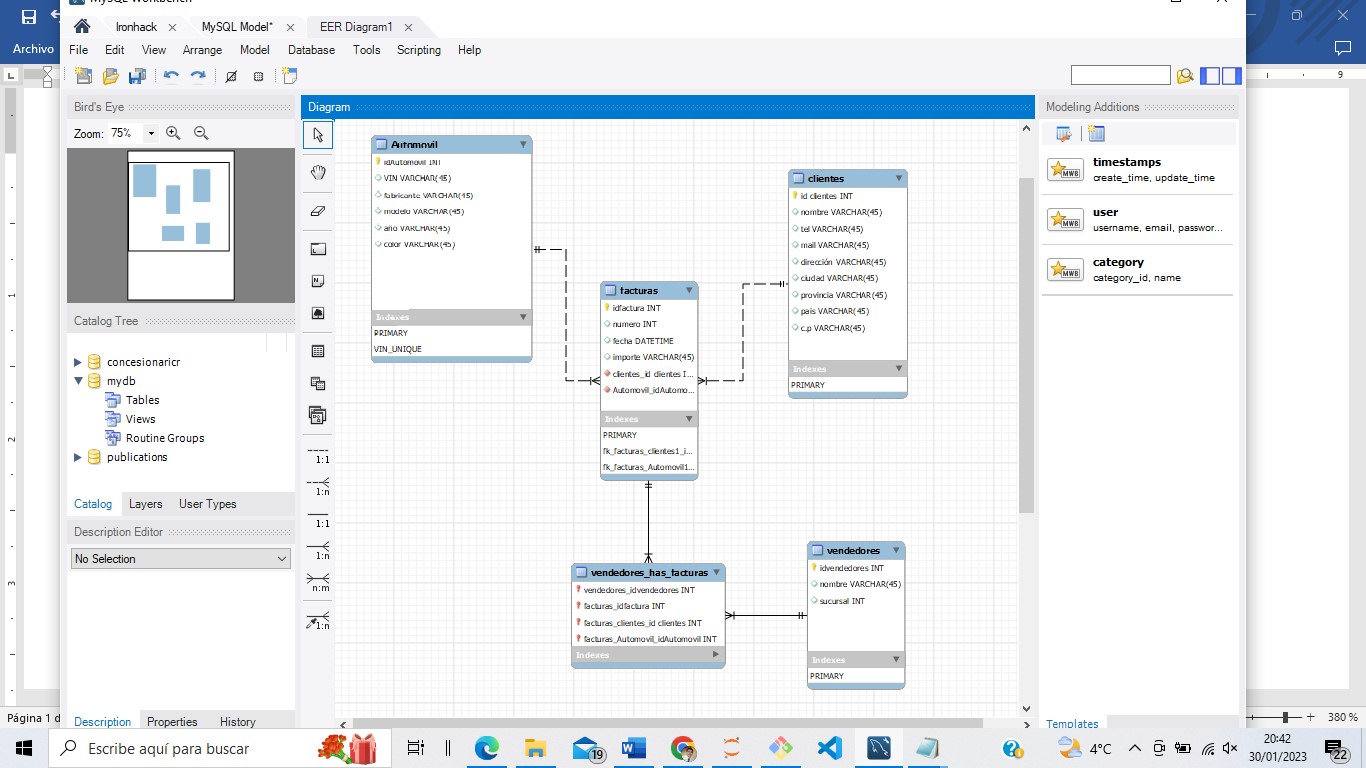 MySQL Workbench
Archivo
Ironhack
MySQL Model*
EER Diagram1
File Edit View Arrange Model Database Tools Scripting Help
Bird's Eye
Zoom: 75%
Diagram
Modeling Additions
timestamps
create_time, update_time
user
username, email, passwor...
category
category_id, name
Templates
Catalog Tree
concesionaricr
mydb
Tables
Views
Routine Groups
publications
Catalog Layers User Types
Description Editor
No Selection
Description Properties History
1:1
1:n
1:1
1:n
n:m
1:n
Automovil
idAutomovil INT
VIN VARCHAR(45)
fabricante VARCHAR(45)
modelo VARCHAR(45)
año VARCHAR(45)
color VARCHAR(45)
Indexes
PRIMARY
VIN_UNIQUE
clientes
id clientes INT
nombre VARCHAR(45)
tel VARCHAR(45)
mail VARCHAR(45)
dirección VARCHAR(45)
ciudad VARCHAR(45)
provincia VARCHAR(45)
pais VARCHAR(45)
c.p VARCHAR(45)
Indexes
PRIMARY
facturas
idfactura INT
numero INT
fecha DATETIME
importe VARCHAR(45)
clientes_id clientes I...
Automovil_idAutomo...
Indexes
PRIMARY
fk_facturas_clientes1_i...
fk_facturas_Automovil1...
vendedores_has_facturas
vendedores_idvendedores INT
facturas_idfactura INT
facturas_clientes_id clientes INT
facturas_Automovil_idAutomovil INT
Indexes
vendedores
idvendedores INT
nombre VARCHAR(45)
sucursal INT
Indexes
PRIMARY
9
1
2
3
Página 1 d
380 %
Escribe aquí para buscar
19
4°C
20:42
30/01/2023
22